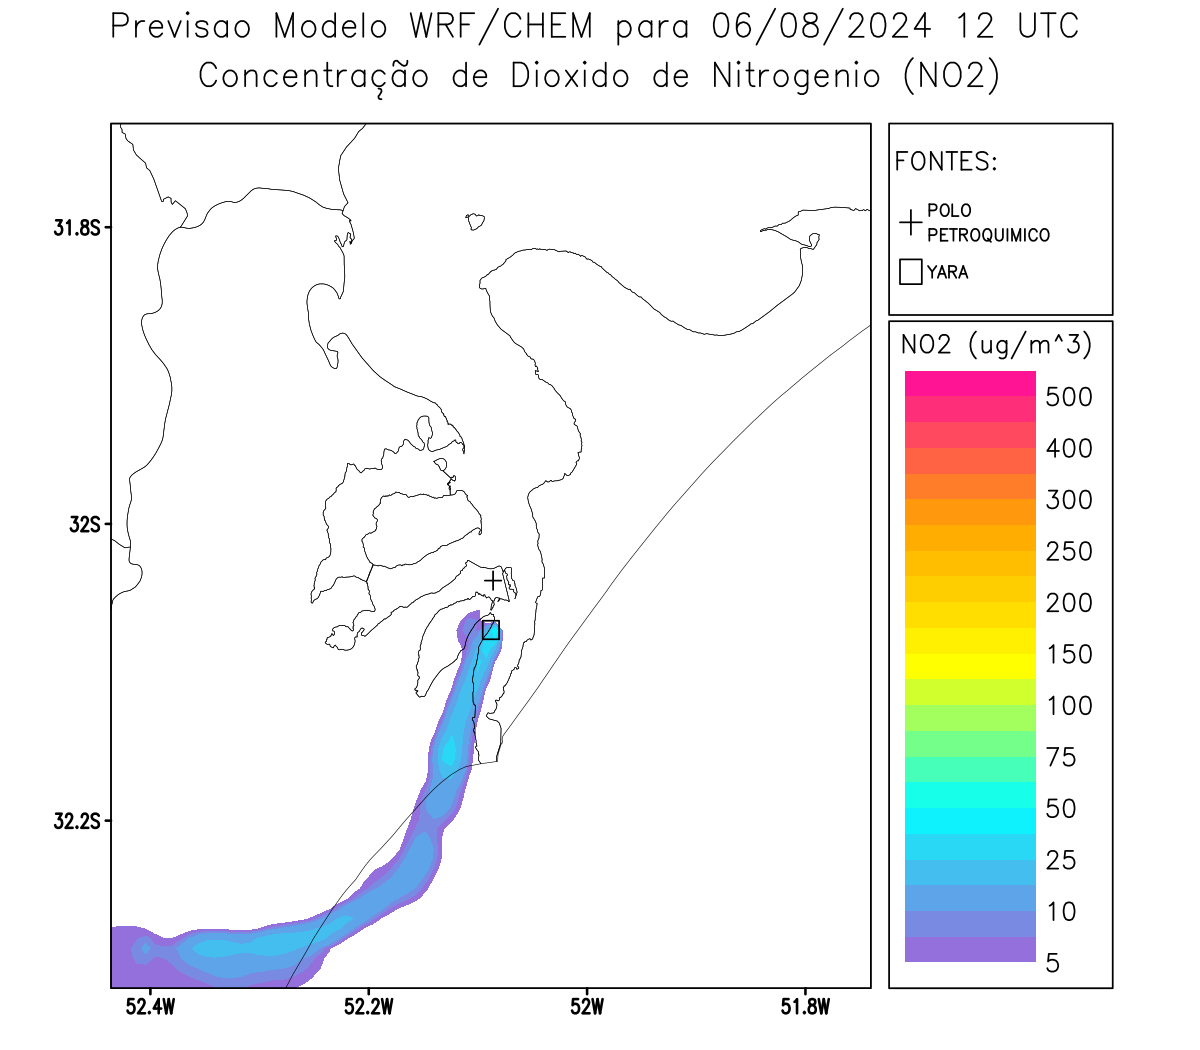 Previsao Modelo WRF/CHEM para 06/08/2024 12 UTC
Concentração de Dioxido de Nitrogenio (NO2)
FONTES:
POLO
PETROQUIMICO
YARA
NO2 (ug/m^3)
500
400
300
250
200
150
100
75
50
25
10
5
31.8S
32S
32.2S
52.4W
52.2W
52W
51.8W